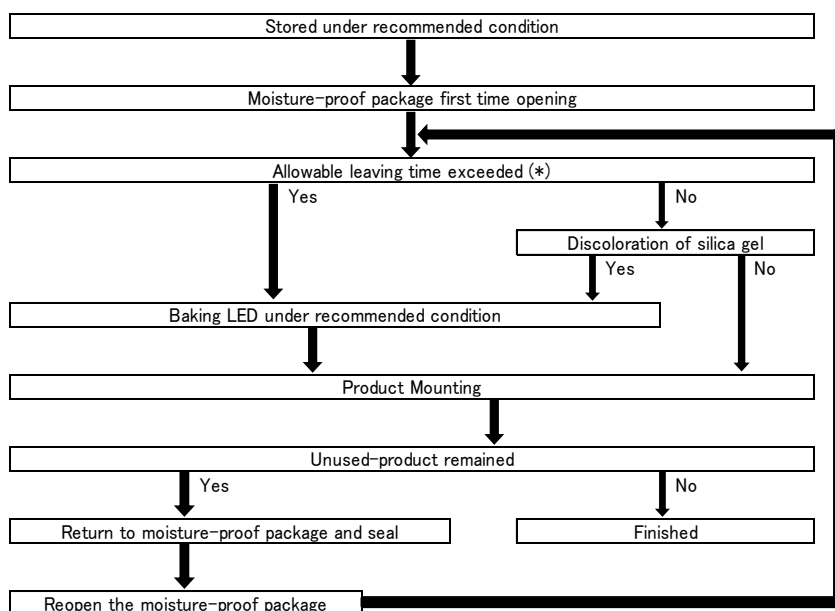 Stored under recommended condition
Moisture-proof package first time opening
Allowable leaving time exceeded (*)
Yes
No
Discoloration of silica gel
Yes
No
Baking LED under recommended condition
Product Mounting
Unused-product remained
Yes
No
Return to moisture-proof package and seal
Finished
Reopen the moisture-proof package